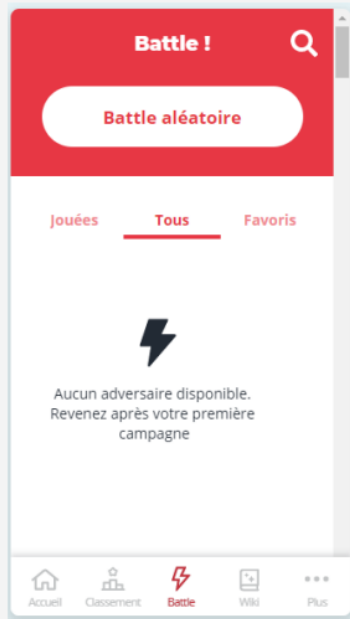 Battle !
Battle aléatoire
Jouées Tous Favoris
Aucun adversaire disponible.
Revenez après votre première
campagne
Accueil Classement Battle Wiki Plus